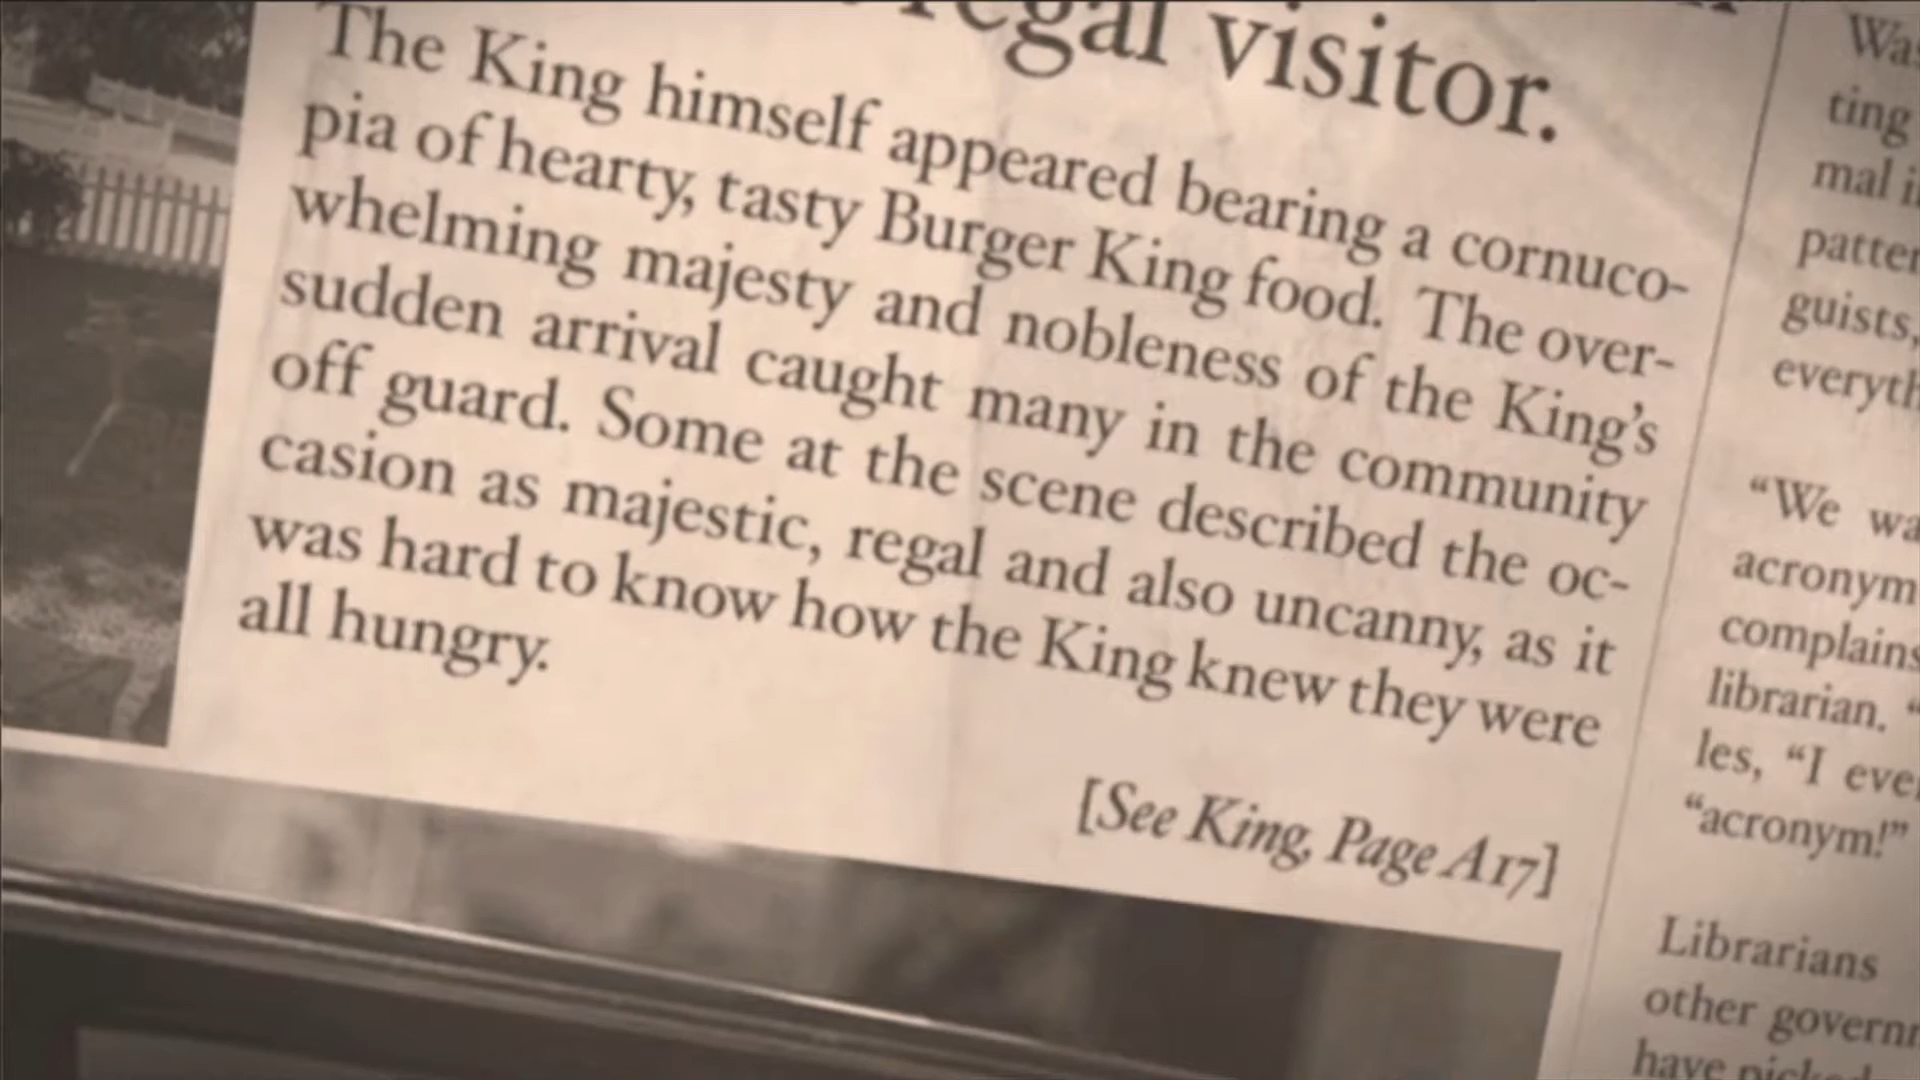 regal visitor.
The King himself appeared bearing a cornuco-
pia of hearty, tasty Burger King food. The over-
whelming majesty and nobleness of the King's
sudden arrival caught many in the community
off guard. Some at the scene described the oc-
casion as majestic, regal and also uncanny, as it
was hard to know how the King knew they were
all hungry.
[See King, Page A17]
ting
mal
guists,
"We
acronym
complains
librarian. "
les, "I
"acronym!"
Librarians
other
have